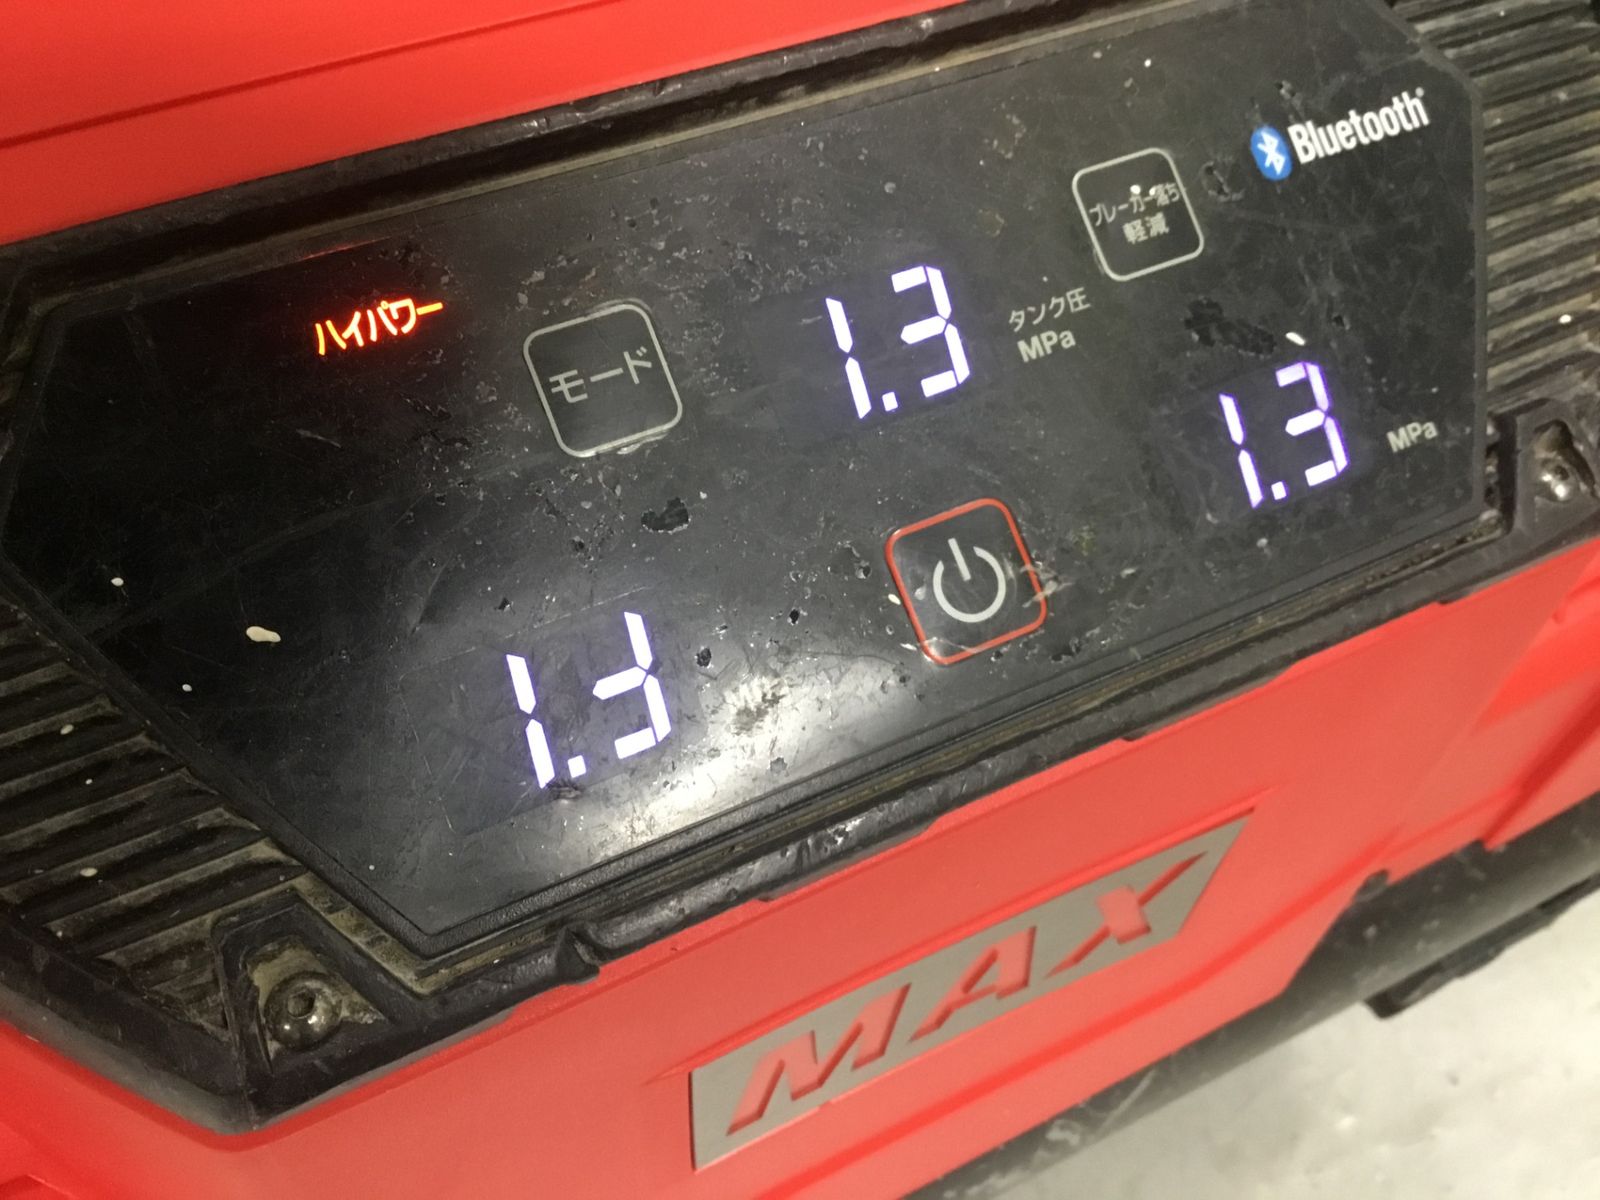 Bluetooth
ブレーカー落ち
軽減
ハイパワー
モード
1.3
タンク圧
MPa
1.3
MPa
1.3
MAX